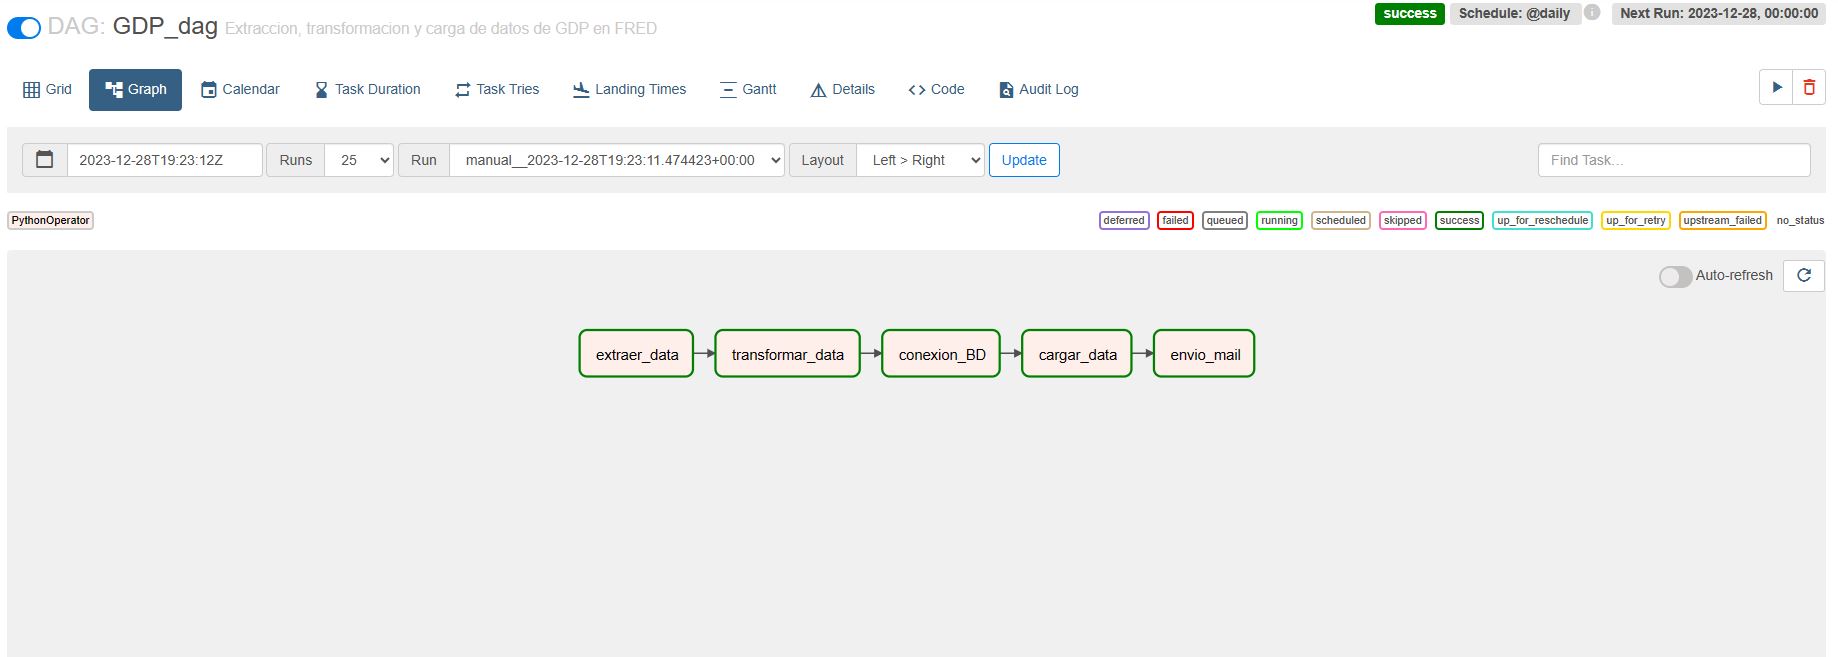 DAG: GDP_dag Extraccion, transformacion y carga de datos de GDP en FRED
success Schedule: @daily i Next Run: 2023-12-28, 00:00:00
Grid Graph Calendar Task Duration Task Tries Landing Times Gantt Details Code Audit Log
2023-12-28T19:23:12Z Runs 25 Run manual__2023-12-28T19:23:11.474423+00:00 Layout Left > Right Update Find Task...
PythonOperator deferred failed queued running scheduled skipped success up_for_reschedule up_for_retry upstream_failed no_status
Auto-refresh
extraer_data transformar_data conexion_BD cargar_data envio_mail